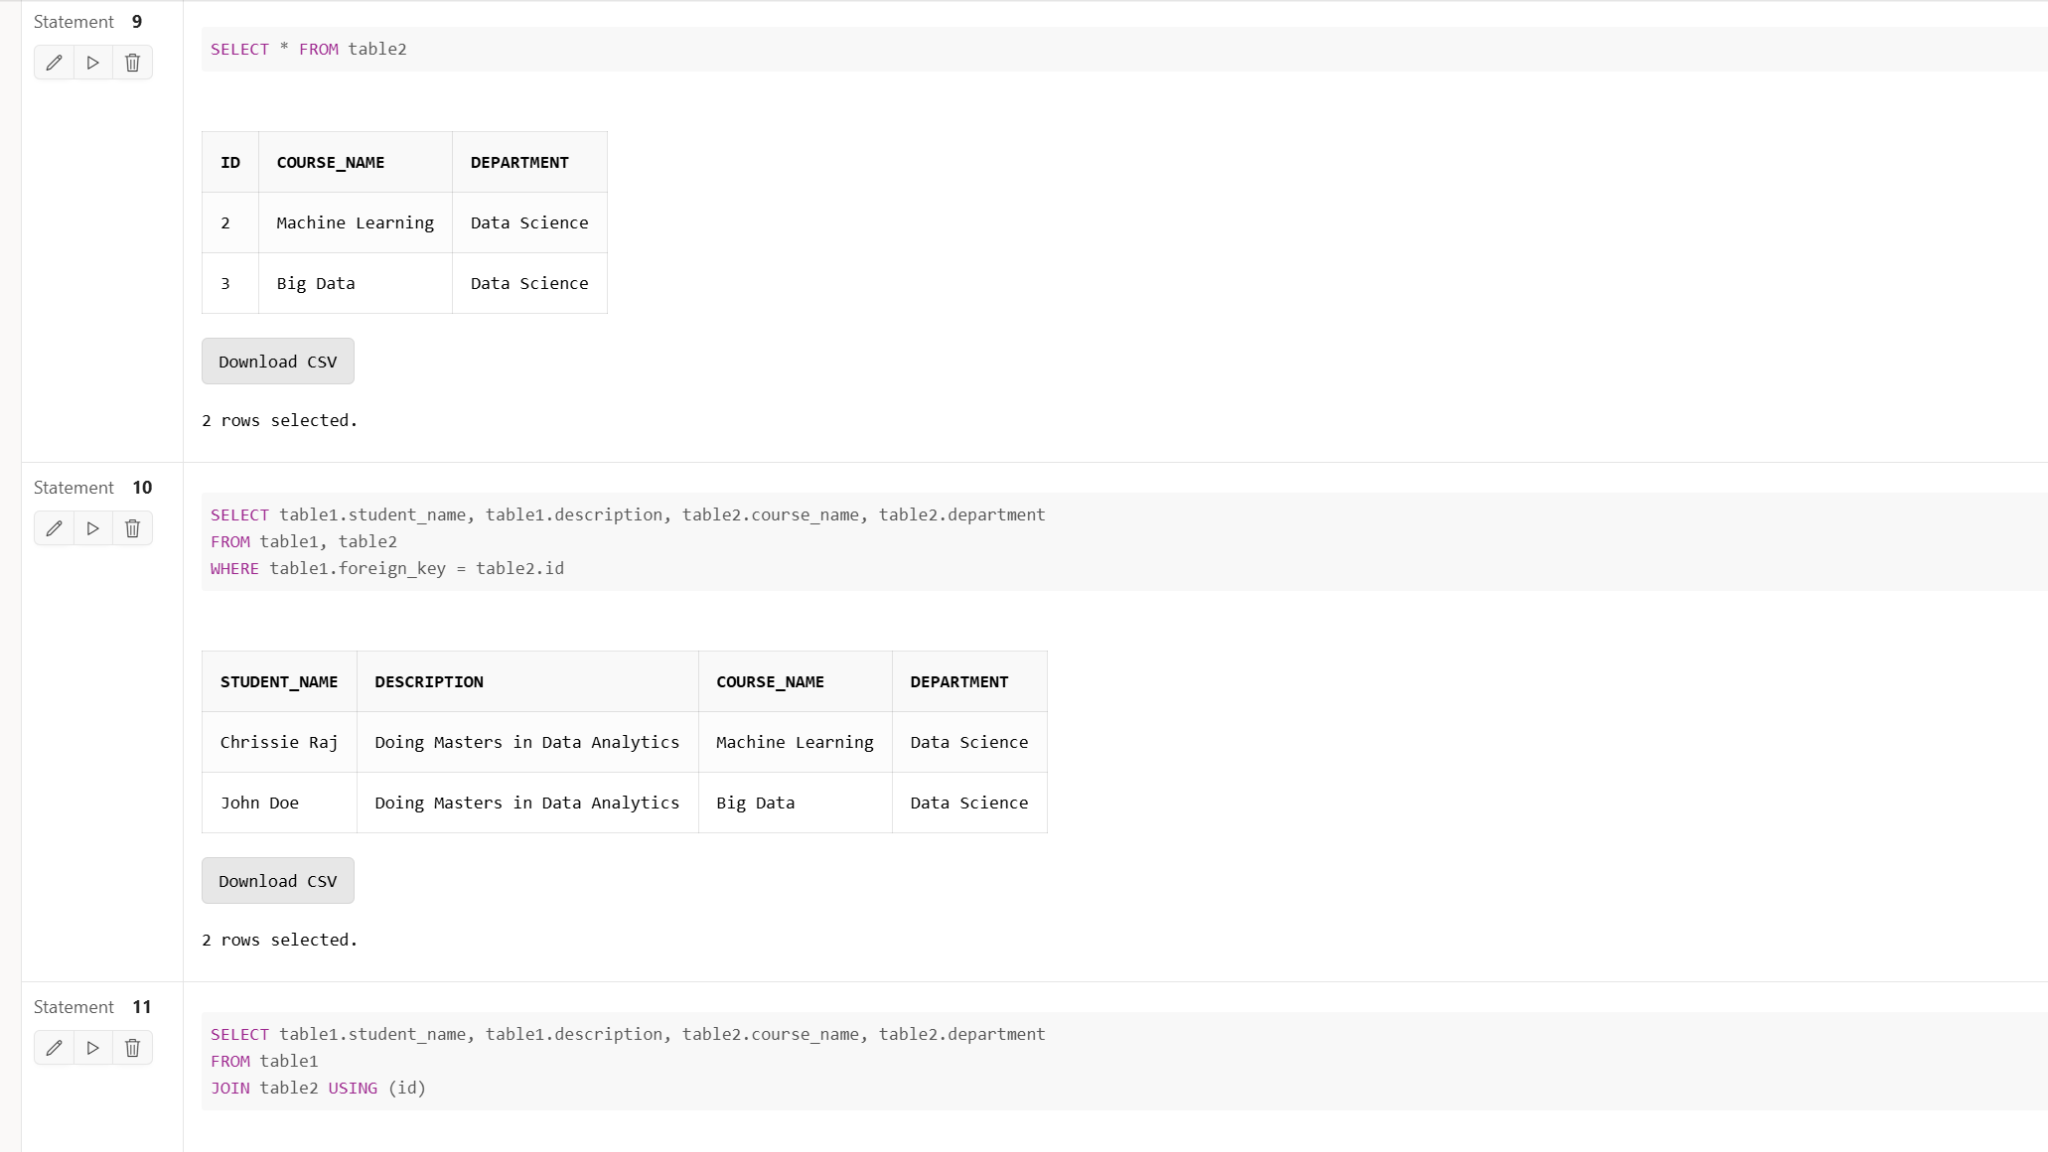 Statement 9
SELECT * FROM table2
ID COURSE_NAME DEPARTMENT
2 Machine Learning Data Science
3 Big Data Data Science
Download CSV
2 rows selected.
Statement 10
SELECT table1.student_name, table1.description, table2.course_name, table2.department
FROM table1, table2
WHERE table1.foreign_key = table2.id
STUDENT_NAME DESCRIPTION COURSE_NAME DEPARTMENT
Chrissie Raj Doing Masters in Data Analytics Machine Learning Data Science
John Doe Doing Masters in Data Analytics Big Data Data Science
Download CSV
2 rows selected.
Statement 11
SELECT table1.student_name, table1.description, table2.course_name, table2.department
FROM table1
JOIN table2 USING (id)